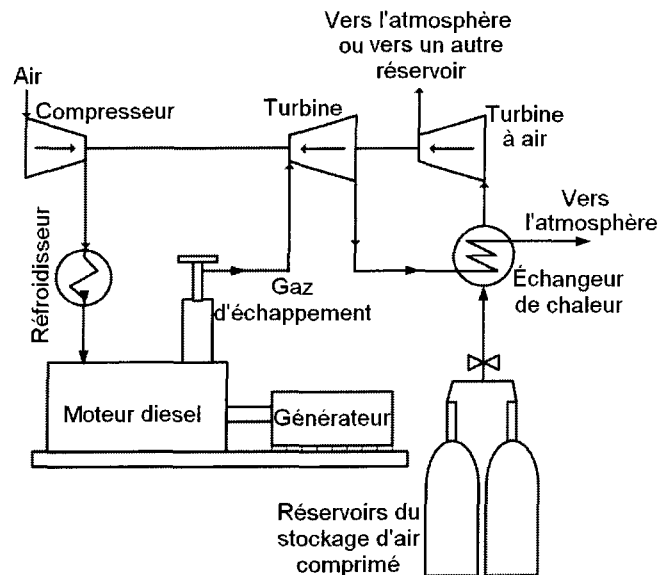 Vers l'atmosphère
ou vers un autre
réservoir
Air
Compresseur
Turbine
Turbine
à air
Vers
l'atmosphère
Réfroidisseur
Gaz
d'échappement
Échangeur
de chaleur
Moteur diesel
Générateur
Réservoirs du
stockage d'air
comprimé